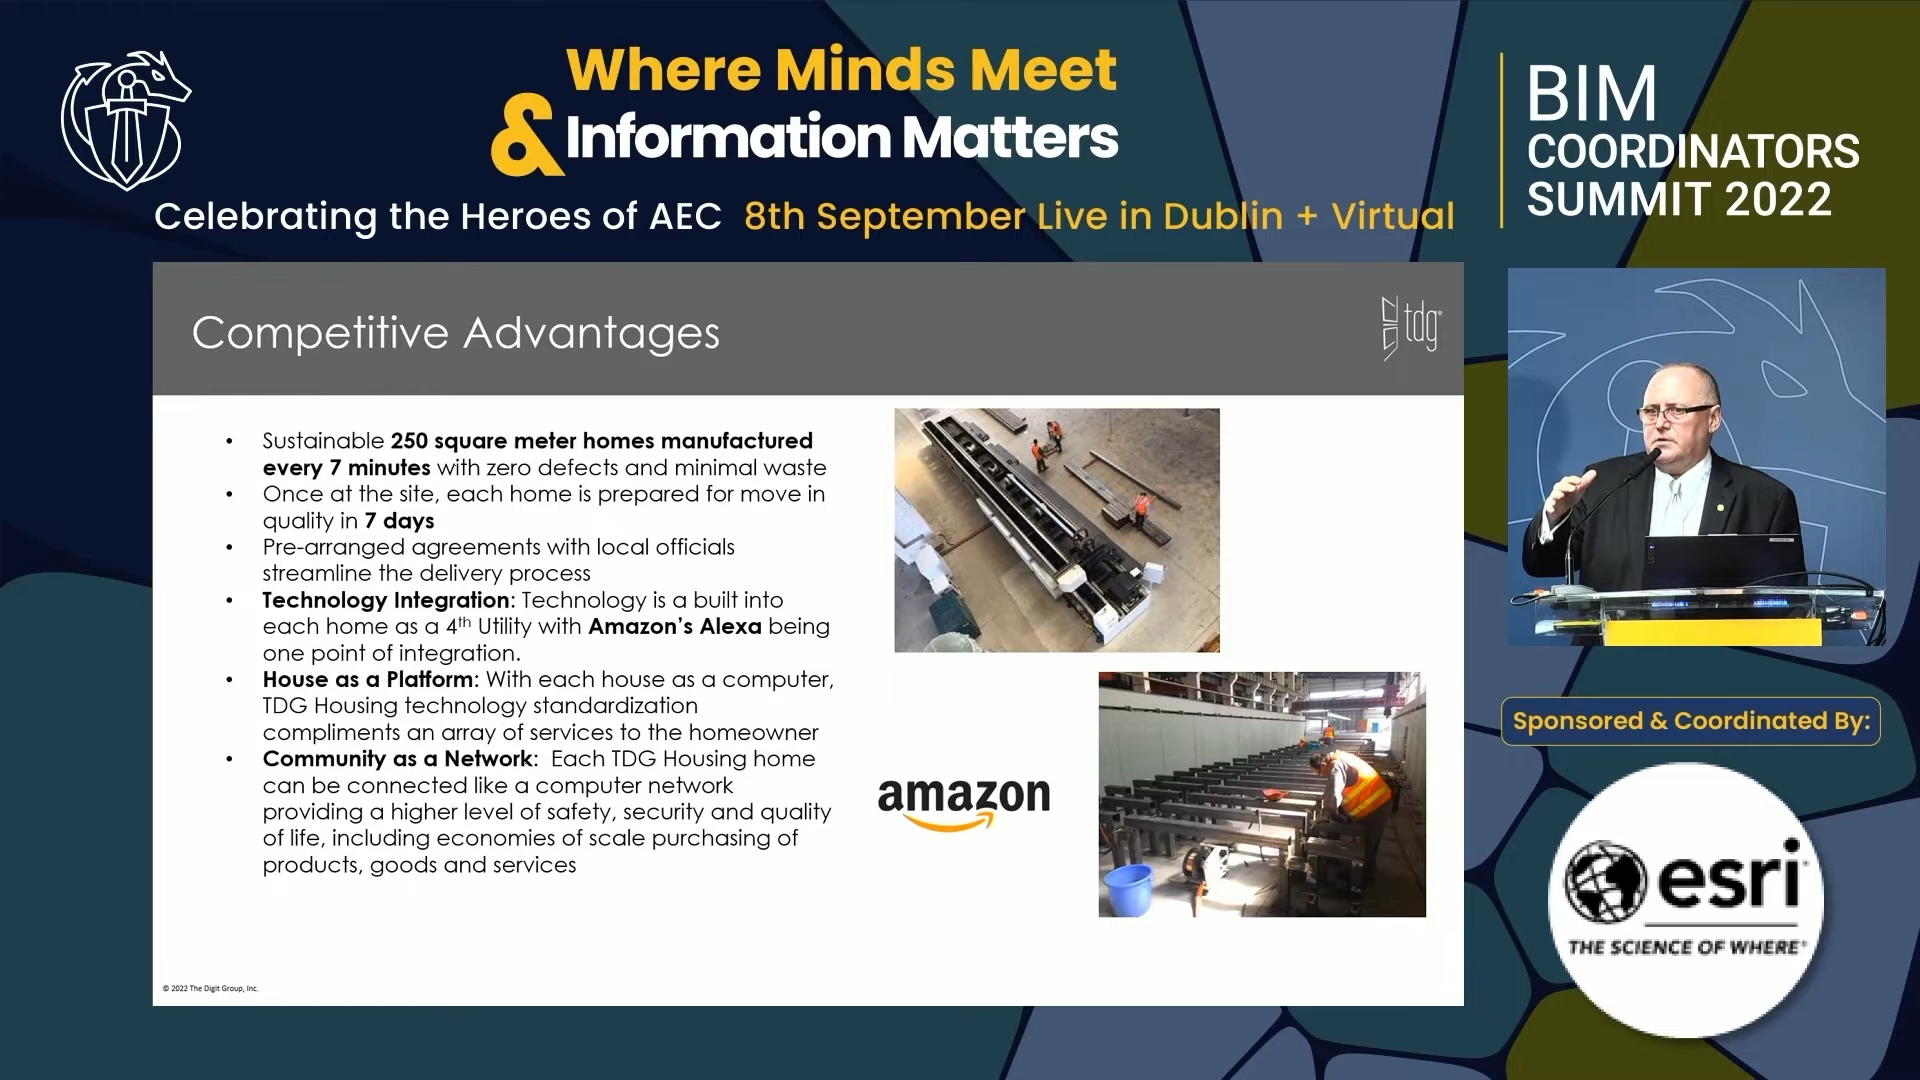 Where Minds Meet
& Information Matters
Celebrating the Heroes of AEC 8th September Live in Dublin + Virtual
BIM
COORDINATORS
SUMMIT 2022
Competitive Advantages
tdg
• Sustainable 250 square meter homes manufactured
every 7 minutes with zero defects and minimal waste
• Once at the site, each home is prepared for move in
quality in 7 days
• Pre-arranged agreements with local officials
streamline the delivery process
• Technology Integration: Technology is a built into
each home as a 4th Utility with Amazon's Alexa being
one point of integration.
• House as a Platform: With each house as a computer,
TDG Housing technology standardization
compliments an array of services to the homeowner
• Community as a Network: Each TDG Housing home
can be connected like a computer network
providing a higher level of safety, security and quality
of life, including economies of scale purchasing of
products, goods and services
amazon
© 2022 The Digit Group, Inc.
Sponsored & Coordinated By:
esri
THE SCIENCE OF WHERE®